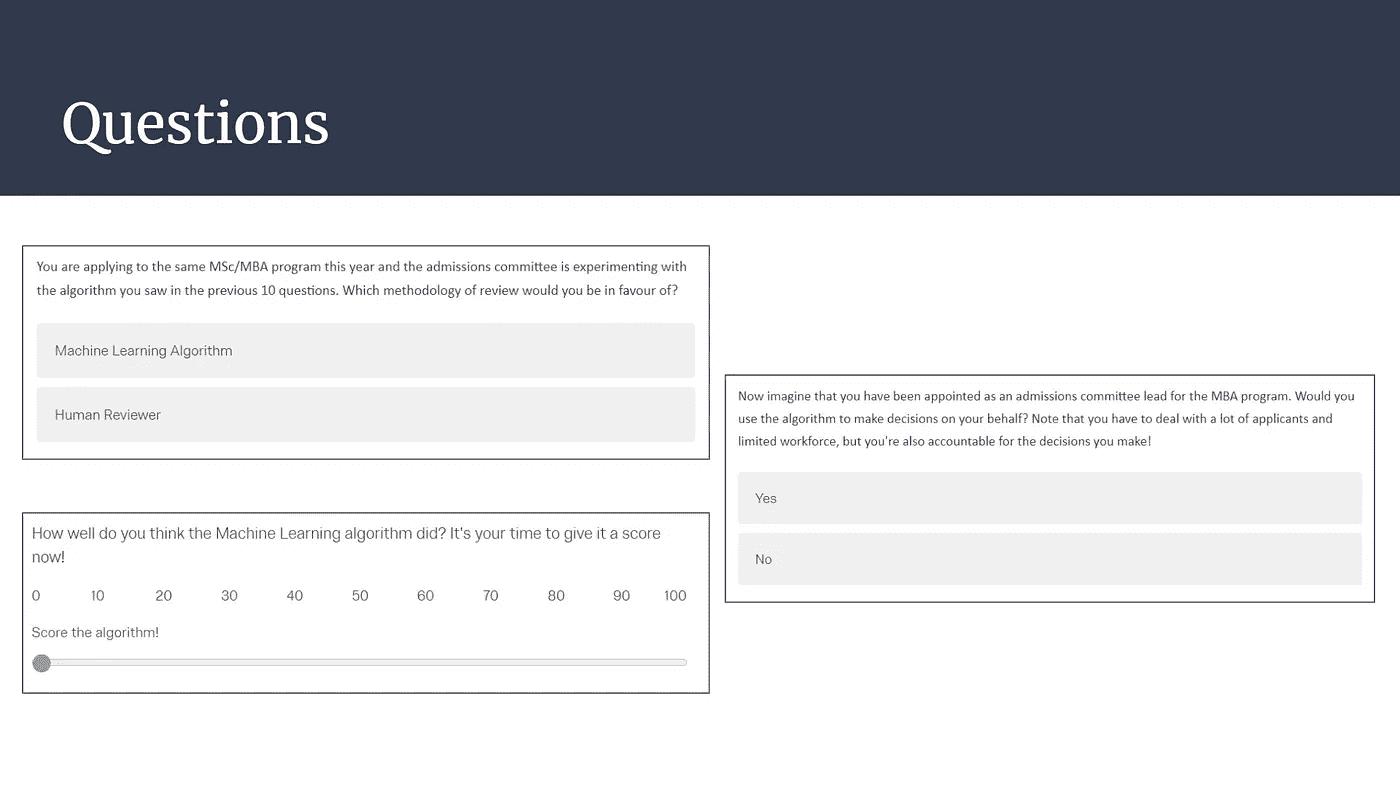 Questions
You are applying to the same MSc/MBA program this year and the admissions committee is experimenting with
the algorithm you saw in the previous 10 questions. Which methodology of review would you be in favour of?
Machine Learning Algorithm
Human Reviewer
How well do you think the Machine Learning algorithm did? It's your time to give it a score
now!
0 10 20 30 40 50 60 70 80 90 100
Score the algorithm!
Now imagine that you have been appointed as an admissions committee lead for the MBA program. Would you
use the algorithm to make decisions on your behalf? Note that you have to deal with a lot of applicants and
limited workforce, but you're also accountable for the decisions you make!
Yes
No